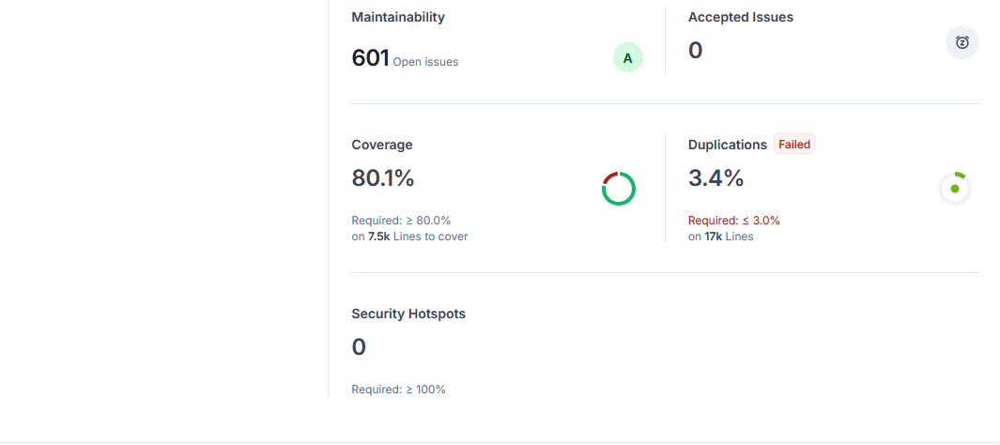 Maintainability
601 Open issues
A
Accepted Issues
0
Coverage
80.1%
Required: ≥ 80.0%
on 7.5k Lines to cover
Duplications Failed
3.4%
Required: ≤ 3.0%
on 17k Lines
Security Hotspots
0
Required: ≥ 100%